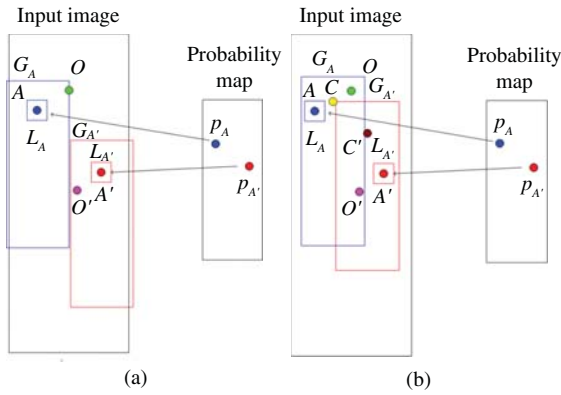 Input image
Probability
map
G_A
O
A
L_A
G_A'
L_A'
A'
O'
p_A
p_A'
(a)
Input image
Probability
map
G_A
O
A
C
G_A'
L_A
C'
L_A'
A'
O'
p_A
p_A'
(b)